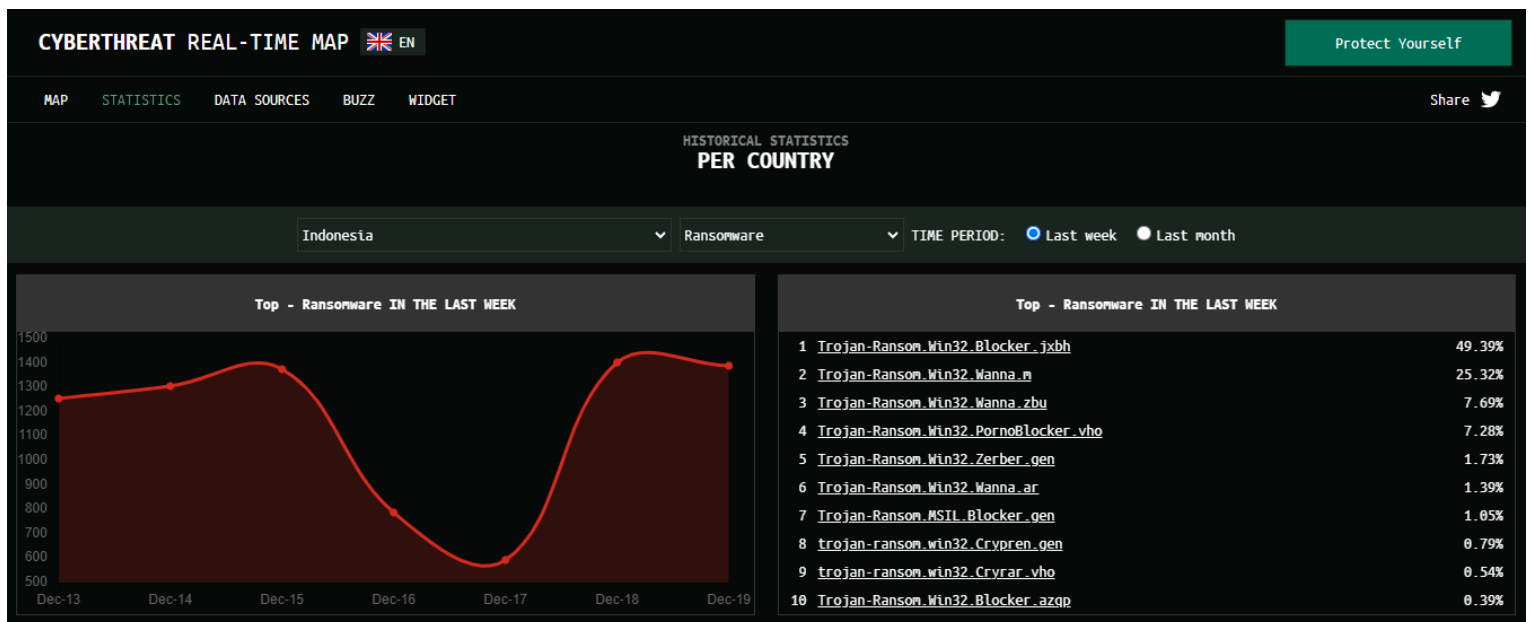 CYBERTHREAT REAL-TIME MAP EN
Protect Yourself
MAP STATISTICS DATA SOURCES BUZZ WIDGET
Share
HISTORICAL STATISTICS
PER COUNTRY
Indonesia Ransomware TIME PERIOD: Last week Last month
Top - Ransomware IN THE LAST WEEK
1500
1400
1300
1200
1100
1000
900
800
700
600
500
Dec-13 Dec-14 Dec-15 Dec-16 Dec-17 Dec-18 Dec-19
Top - Ransomware IN THE LAST WEEK
1 Trojan-Ransom.Win32.Blocker.jxbh 49.39%
2 Trojan-Ransom.Win32.Wanna.m 25.32%
3 Trojan-Ransom.Win32.Wanna.zbu 7.69%
4 Trojan-Ransom.Win32.PornoBlocker.vho 7.28%
5 Trojan-Ransom.Win32.Zerber.gen 1.73%
6 Trojan-Ransom.Win32.Wanna.ar 1.39%
7 Trojan-Ransom.MSIL.Blocker.gen 1.05%
8 trojan-ransom.win32.Crypren.gen 0.79%
9 trojan-ransom.win32.Cryrar.vho 0.54%
10 Trojan-Ransom.Win32.Blocker.azqp 0.39%